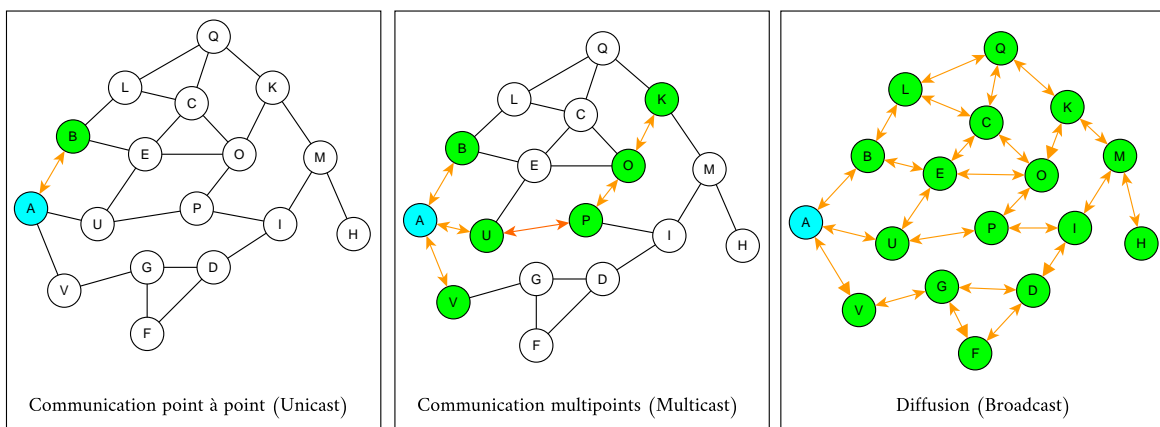 Q
L
K
C
B
E
O
M
A
U
P
I
H
G
D
V
F
Communication point à point (Unicast)
Q
L
K
C
B
E
O
M
A
U
P
I
H
G
D
V
F
Communication multipoints (Multicast)
Q
L
K
C
B
E
O
M
A
U
P
I
H
G
D
V
F
Diffusion (Broadcast)